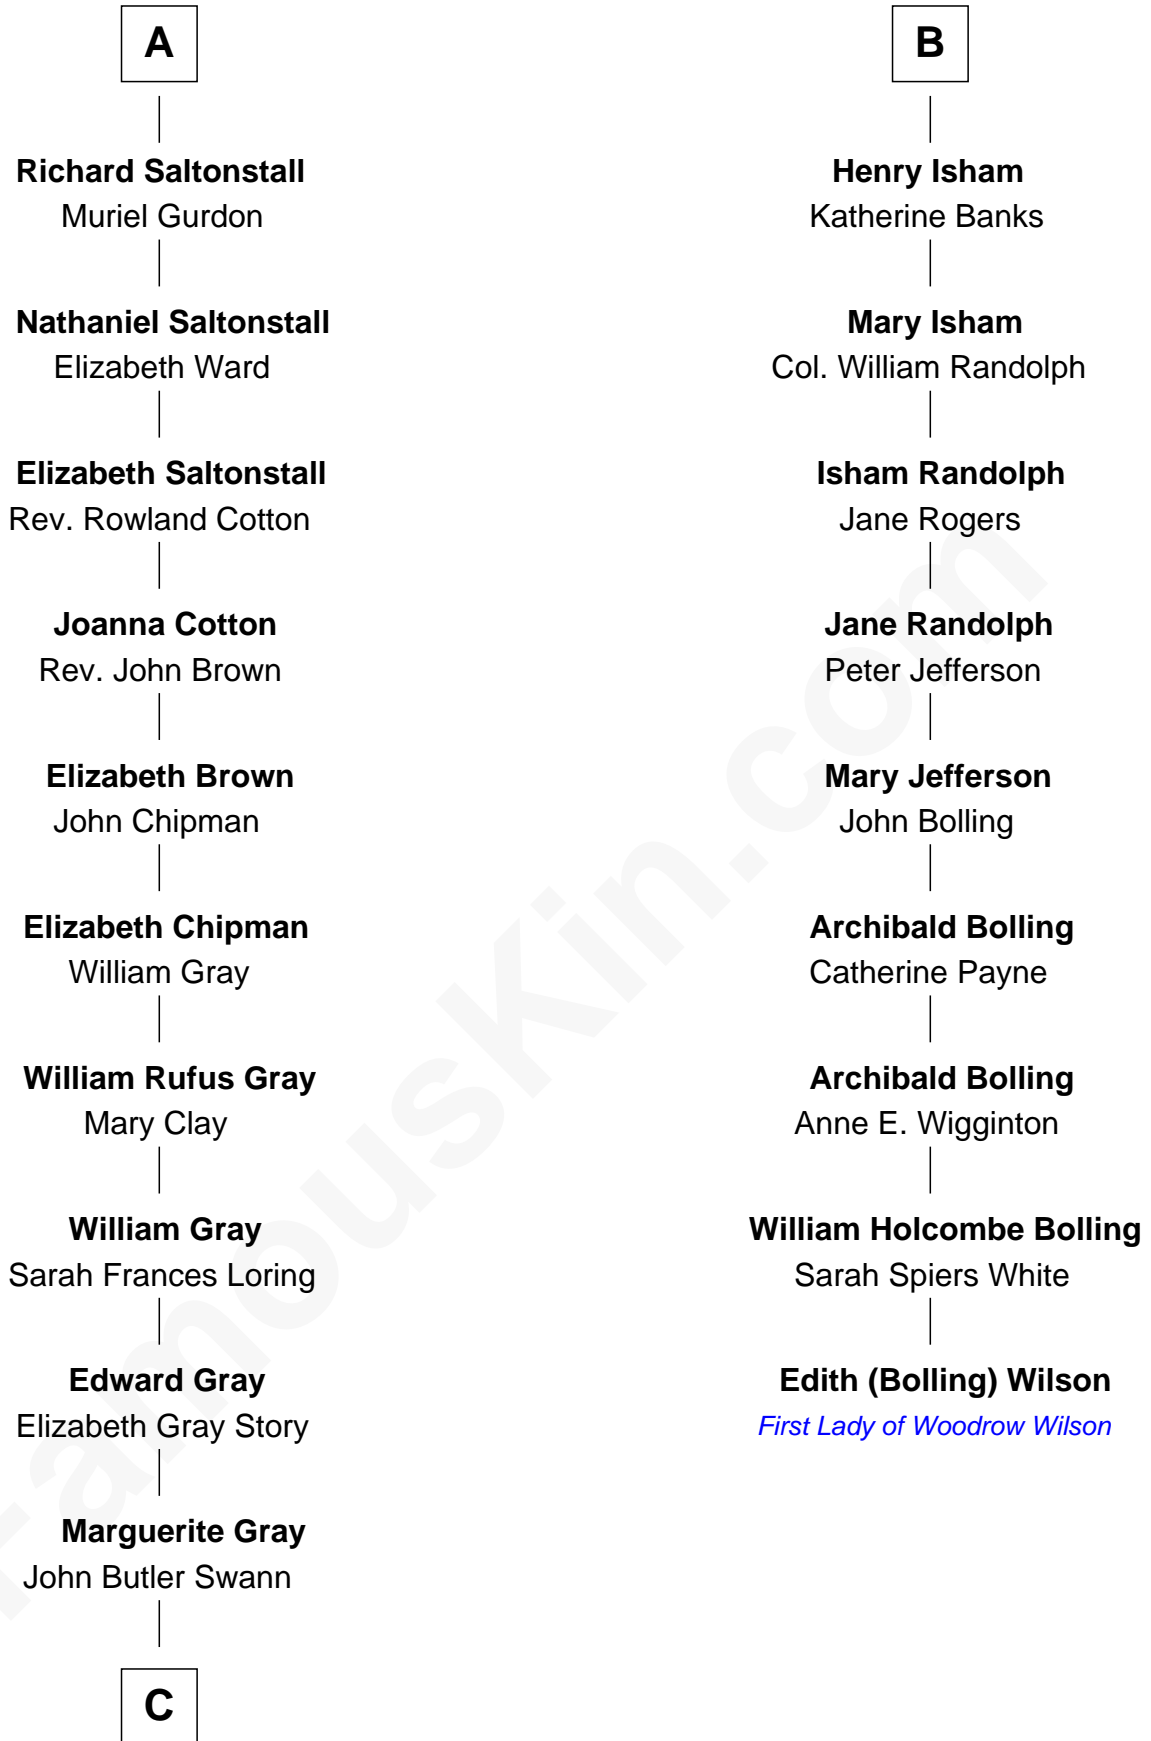 A
Richard Saltonstall
Muriel Gurdon
Nathaniel Saltonstall
Elizabeth Ward
Elizabeth Saltonstall
Rev. Rowland Cotton
Joanna Cotton
Rev. John Brown
Elizabeth Brown
John Chipman
Elizabeth Chipman
William Gray
William Rufus Gray
Mary Clay
William Gray
Sarah Frances Loring
Edward Gray
Elizabeth Gray Story
Marguerite Gray
John Butler Swann
C
B
Henry Isham
Katherine Banks
Mary Isham
Col. William Randolph
Isham Randolph
Jane Rogers
Jane Randolph
Peter Jefferson
Mary Jefferson
John Bolling
Archibald Bolling
Catherine Payne
Archibald Bolling
Anne E. Wigginton
William Holcombe Bolling
Sarah Spiers White
Edith (Bolling) Wilson
First Lady of Woodrow Wilson
FamousKin.com